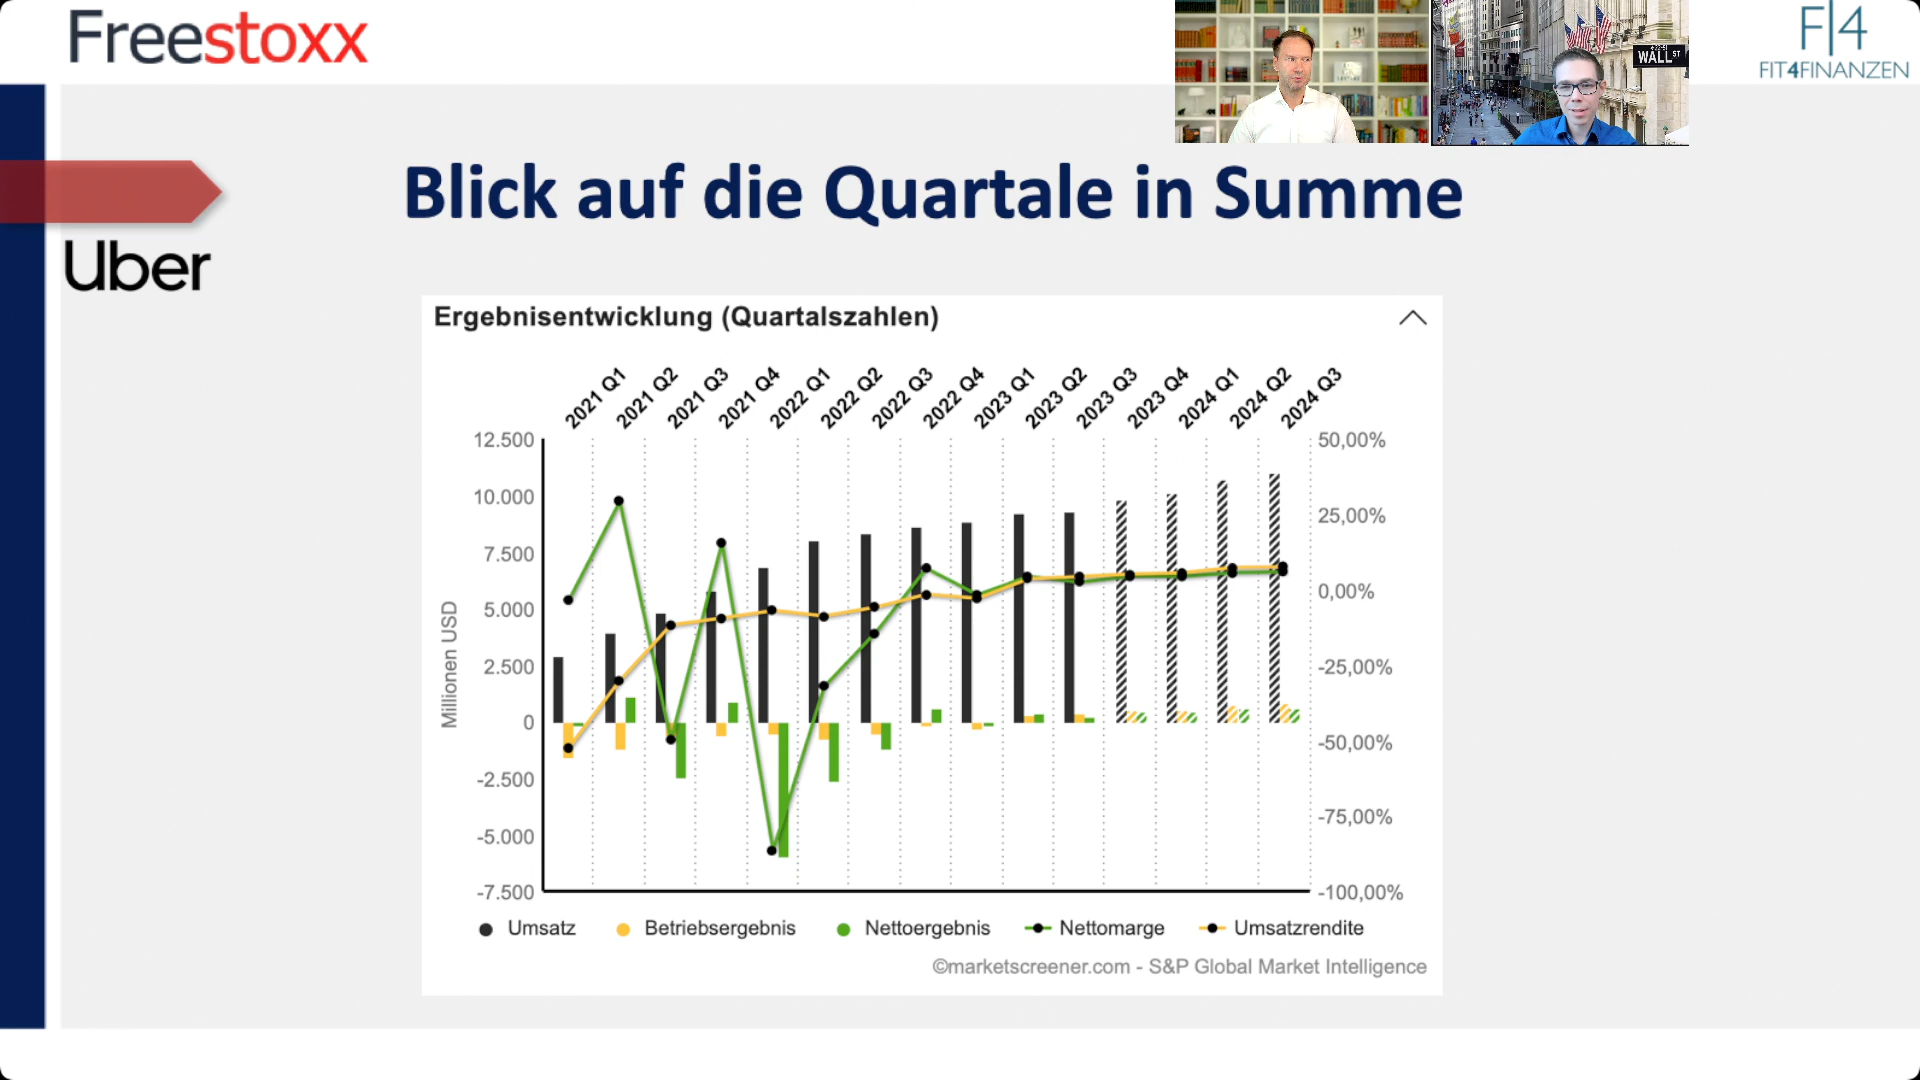 Freestoxx
WALL ST
F|4
FIT4FINANZEN
Blick auf die Quartale in Summe
Uber
Ergebnisentwicklung (Quartalszahlen)
2021 Q1
2021 Q2
2021 Q3
2021 Q4
2022 Q1
2022 Q2
2022 Q3
2022 Q4
2023 Q1
2023 Q2
2023 Q3
2023 Q4
2024 Q1
2024 Q2
2024 Q3
12.500
10.000
7.500
5.000
2.500
0
-2.500
-5.000
-7.500
Millionen USD
50,00%
25,00%
0,00%
-25,00%
-50,00%
-75,00%
-100,00%
Umsatz
Betriebsergebnis
Nettoergebnis
Nettomarge
Umsatzrendite
©marketscreener.com - S&P Global Market Intelligence